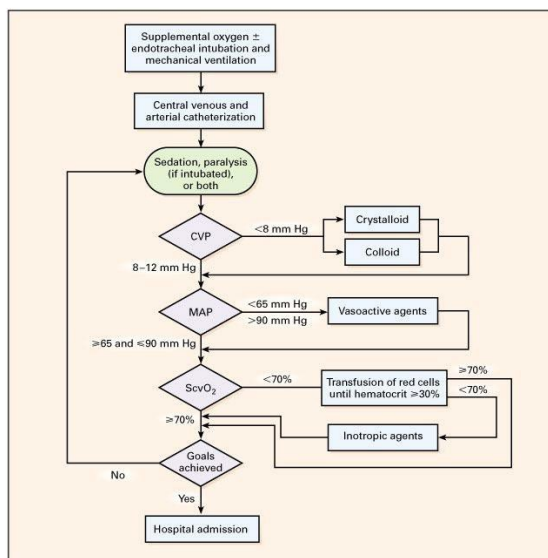 Supplemental oxygen ±
endotracheal intubation and
mechanical ventilation
Central venous and
arterial catheterization
Sedation, paralysis
(if intubated),
or both
CVP
<8 mm Hg
Crystalloid
Colloid
8–12 mm Hg
MAP
<65 mm Hg
>90 mm Hg
Vasoactive agents
≥65 and ≤90 mm Hg
ScvO₂
<70%
Transfusion of red cells
until hematocrit ≥30%
≥70%
<70%
≥70%
Inotropic agents
Goals
achieved
No
Yes
Hospital admission